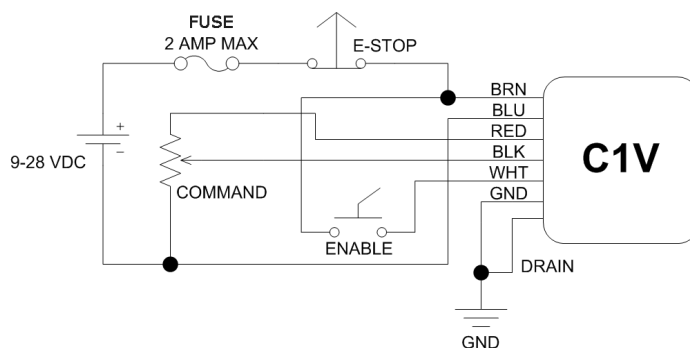 FUSE
2 AMP MAX
E-STOP
BRN
BLU
RED
BLK
WHT
GND
C1V
+
−
9-28 VDC
COMMAND
ENABLE
DRAIN
GND